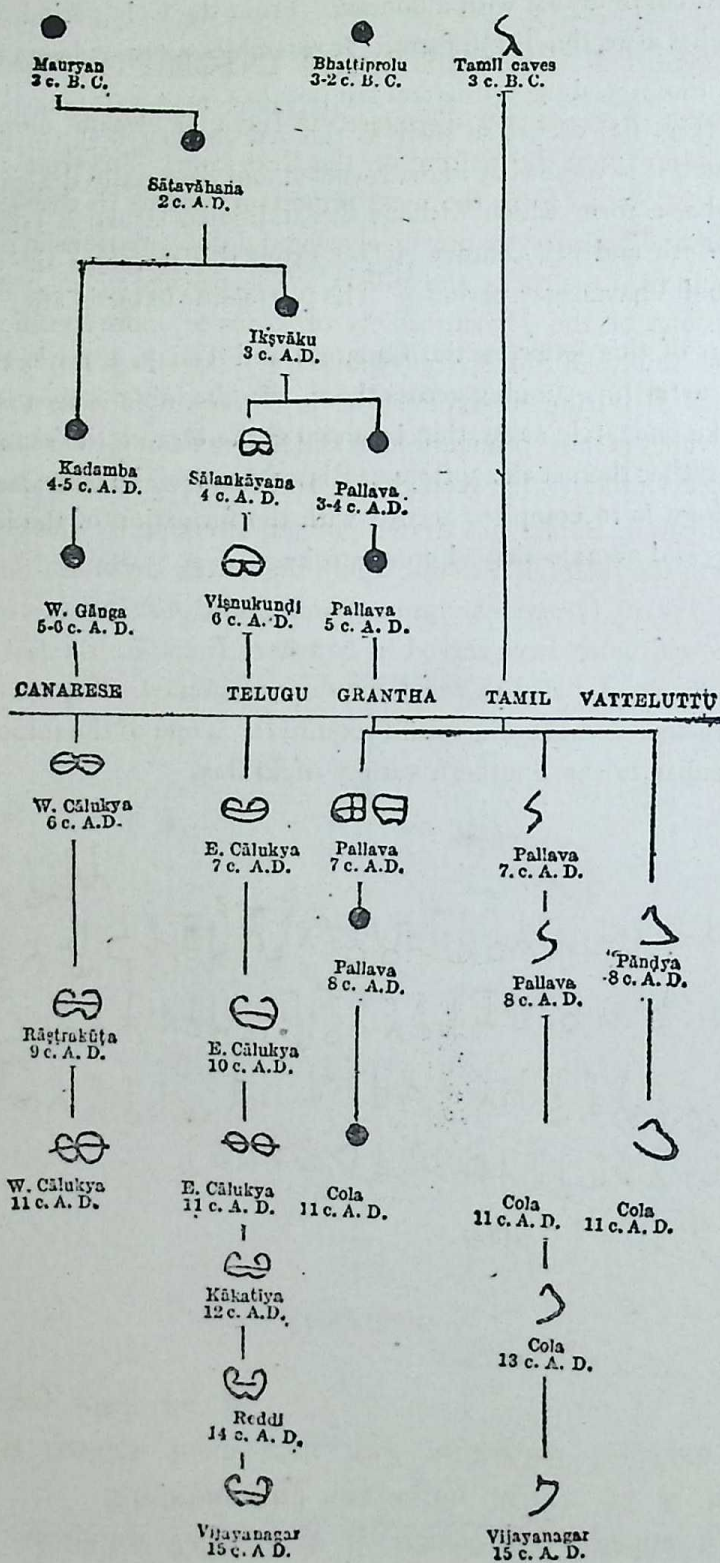 Mauryan
3 c. B. C.
Bhattiprolu
3-2 c. B. C.
Tamil caves
3 c. B. C.
Sātavāhana
2 c. A.D.
Ikṣvāku
3 c. A.D.
Kadamba
4-5 c. A. D.
Sālankāyana
4 c. A. D.
Pallava
3-4 c. A.D.
W. Gānga
5-6 c. A. D.
Viṣnukundi
6 c. A. D.
Pallava
5 c. A. D.
CANARESE TELUGU GRANTHA TAMIL VATTELUTTU
W. Cālukya
6 c. A.D.
E. Cālukya
7 c. A.D.
Pallava
7 c. A.D.
Pallava
7. c. A. D.
Pallava
8 c. A.D.
Pallava
8 c. A. D.
Pāṇḍya
8 c. A. D.
Rāṣṭrakūṭa
9 c. A. D.
E. Cālukya
10 c. A.D.
W. Cālukya
11 c. A. D.
E. Cālukya
11 c. A. D.
Cola
11 c. A. D.
Cola
11 c. A. D.
Cola
11 c. A. D.
Kākatiya
12 c. A.D.
Cola
13 c. A. D.
Reddi
14 c. A. D.
Vijayanagar
15 c. A D.
Vijayanagar
15 c. A. D.